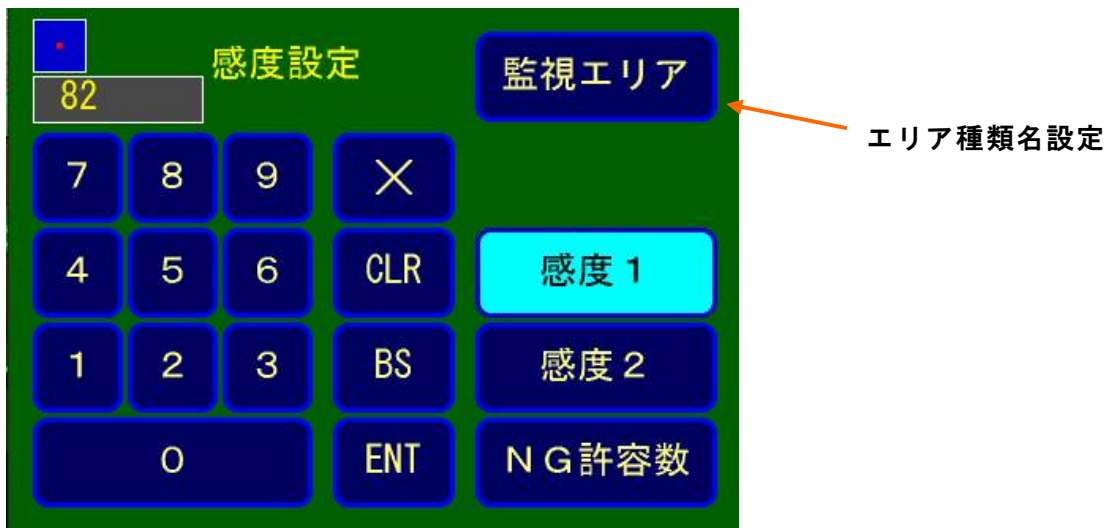 感度設定
監視エリア
82
エリア種類名設定
7 8 9 ×
4 5 6 CLR 感度1
1 2 3 BS 感度2
0 ENT NG許容数